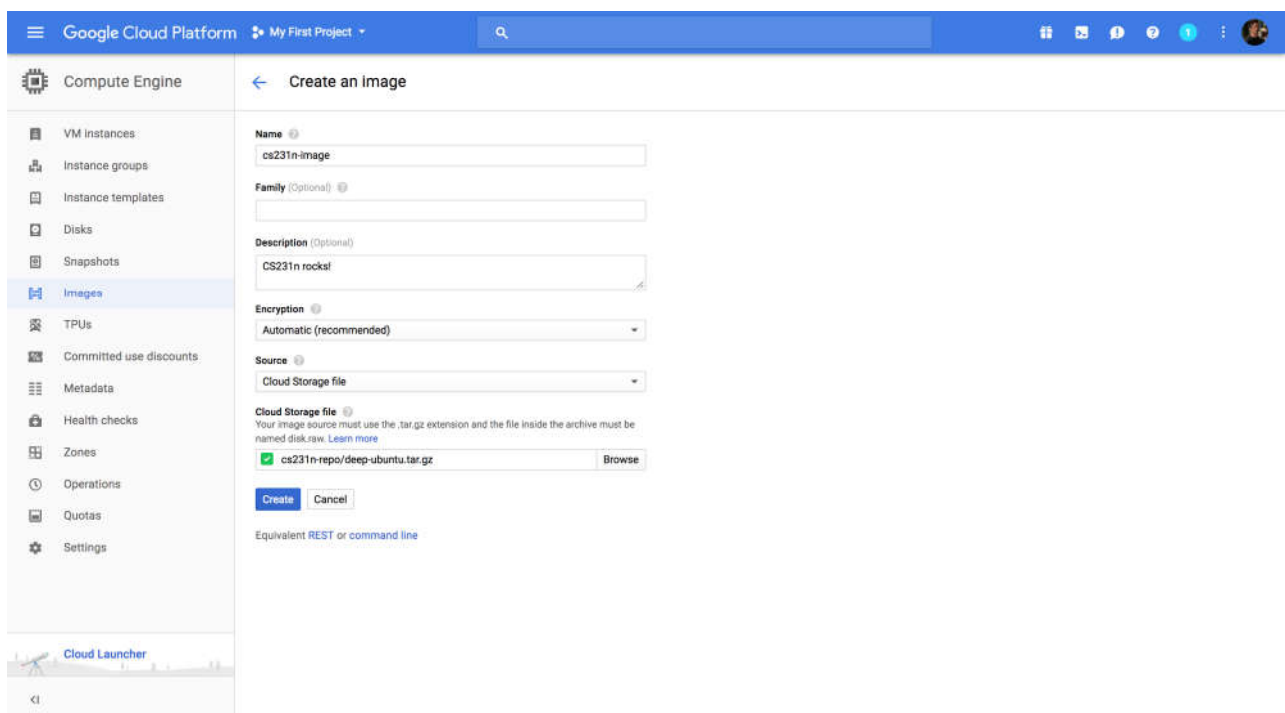 Google Cloud Platform My First Project 1
Compute Engine
Create an image
VM instances
Instance groups
Instance templates
Disks
Snapshots
Images
TPUs
Committed use discounts
Metadata
Health checks
Zones
Operations
Quotas
Settings
Cloud Launcher
Name
cs231n-image
Family (Optional)
Description (Optional)
CS231n rocks!
Encryption
Automatic (recommended)
Source
Cloud Storage file
Cloud Storage file
Your image source must use the .tar.gz extension and the file inside the archive must be
named disk.raw. Learn more
cs231n-repo/deep-ubuntu.tar.gz Browse
Create Cancel
Equivalent REST or command line